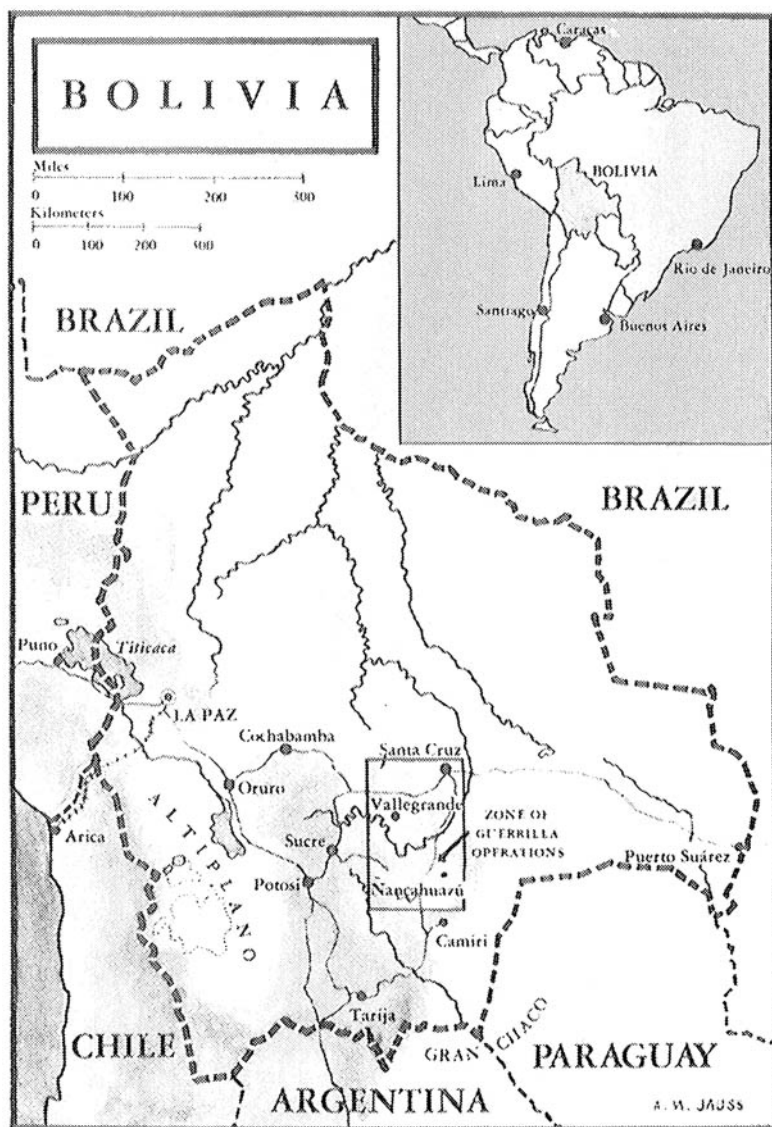 BOLIVIA
Miles
0 100 200 300
Kilometers
0 100 200 300
Caracas
Lima
BOLIVIA
Rio de Janeiro
Santiago
Buenos Aires
BRAZIL
PERU
BRAZIL
Puno
Titicaca
LA PAZ
Cochabamba
Santa Cruz
Oruro
Vallegrande
ZONE OF
GUERRILLA
OPERATIONS
Arica
ALTIPLANO
Sucre
Puerto Suárez
Potosi
Ñancahuazú
Camiri
Tarija
CHILE
GRAN CHACO
PARAGUAY
ARGENTINA
A. W. JAUSS